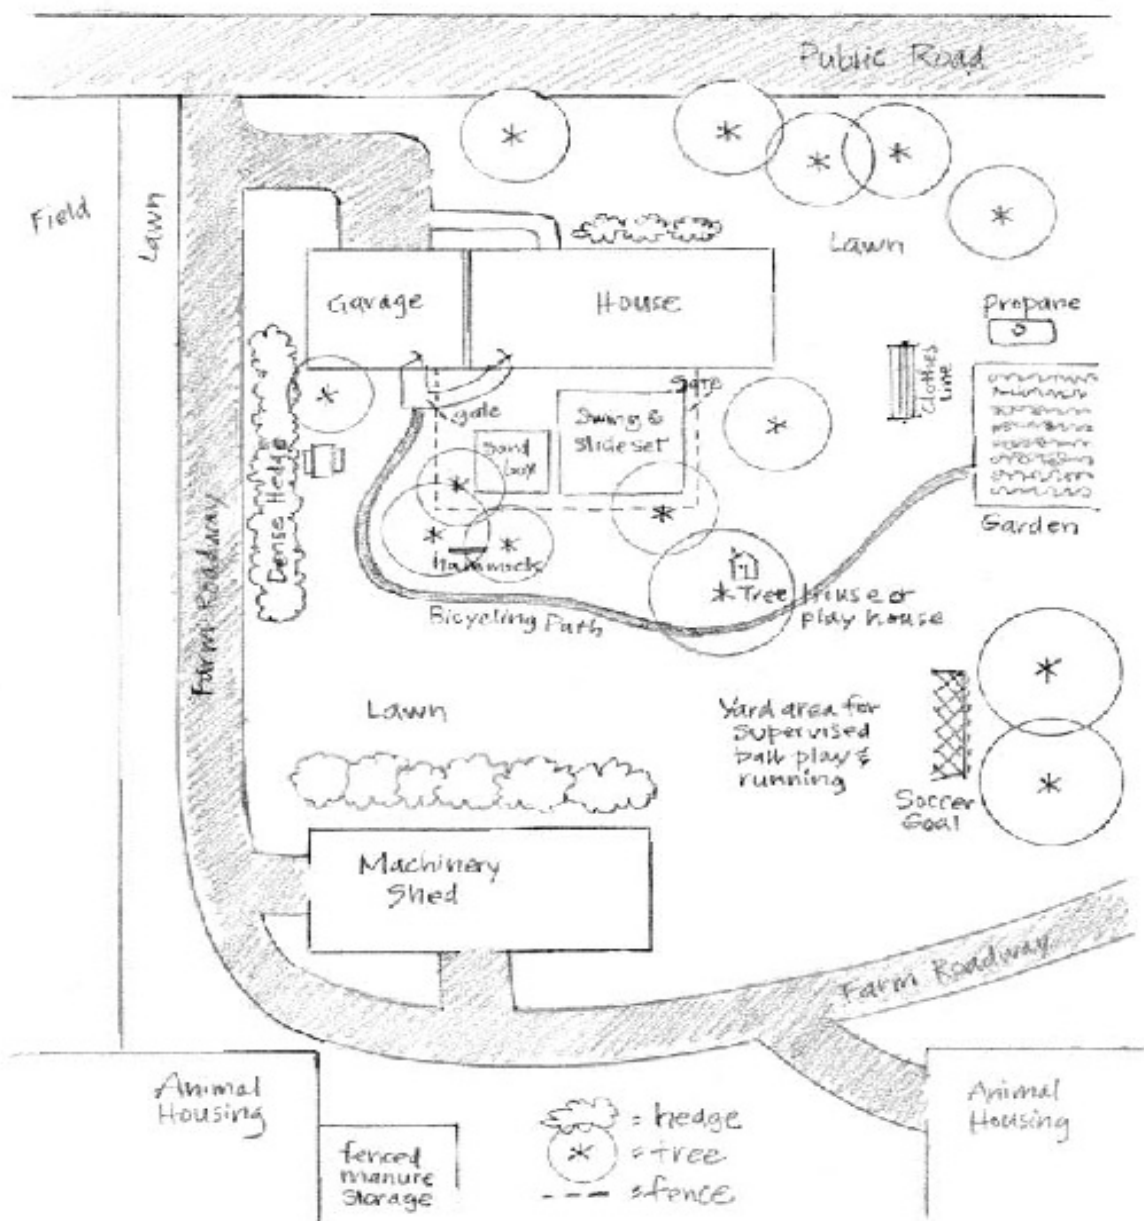 Public Road
Field
Lawn
Lawn
Garage
House
Propane
Clothes
Line
gate
gate
Swing &
Slide set
Sand
box
Dense Hedge
Farm Roadway
Garden
Hammocks
Tree house or
play house
Bicycling Path
Lawn
Yard area for
Supervised
ball play &
running
Soccer
Goal
Machinery
Shed
Farm Roadway
Animal
Housing
Animal
Housing
fenced
manure
Storage
= hedge
= tree
= fence